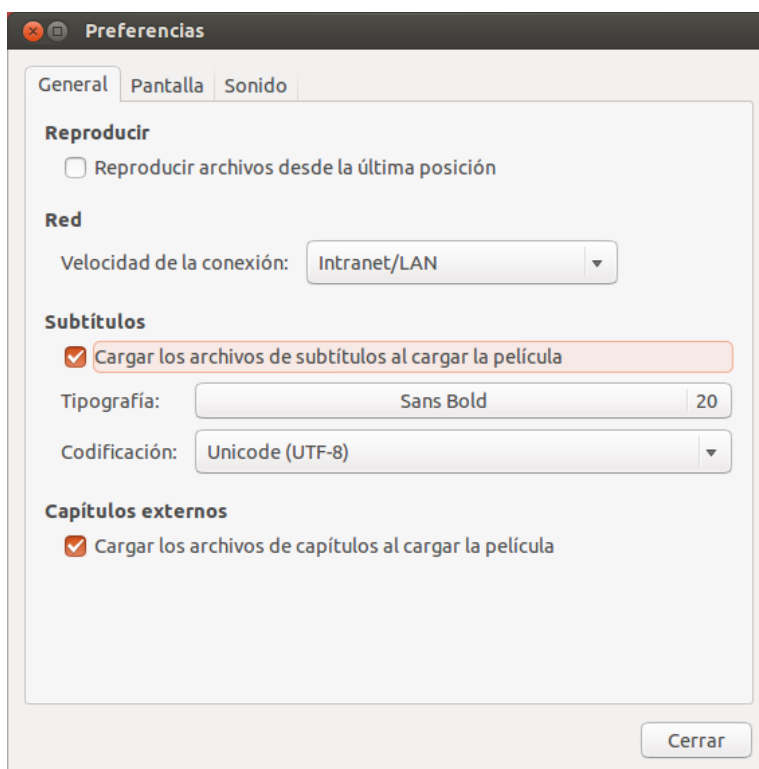 Preferencias
General Pantalla Sonido
Reproducir
Reproducir archivos desde la última posición
Red
Velocidad de la conexión: Intranet/LAN
Subtítulos
Cargar los archivos de subtítulos al cargar la película
Tipografía: Sans Bold 20
Codificación: Unicode (UTF-8)
Capítulos externos
Cargar los archivos de capítulos al cargar la película
Cerrar